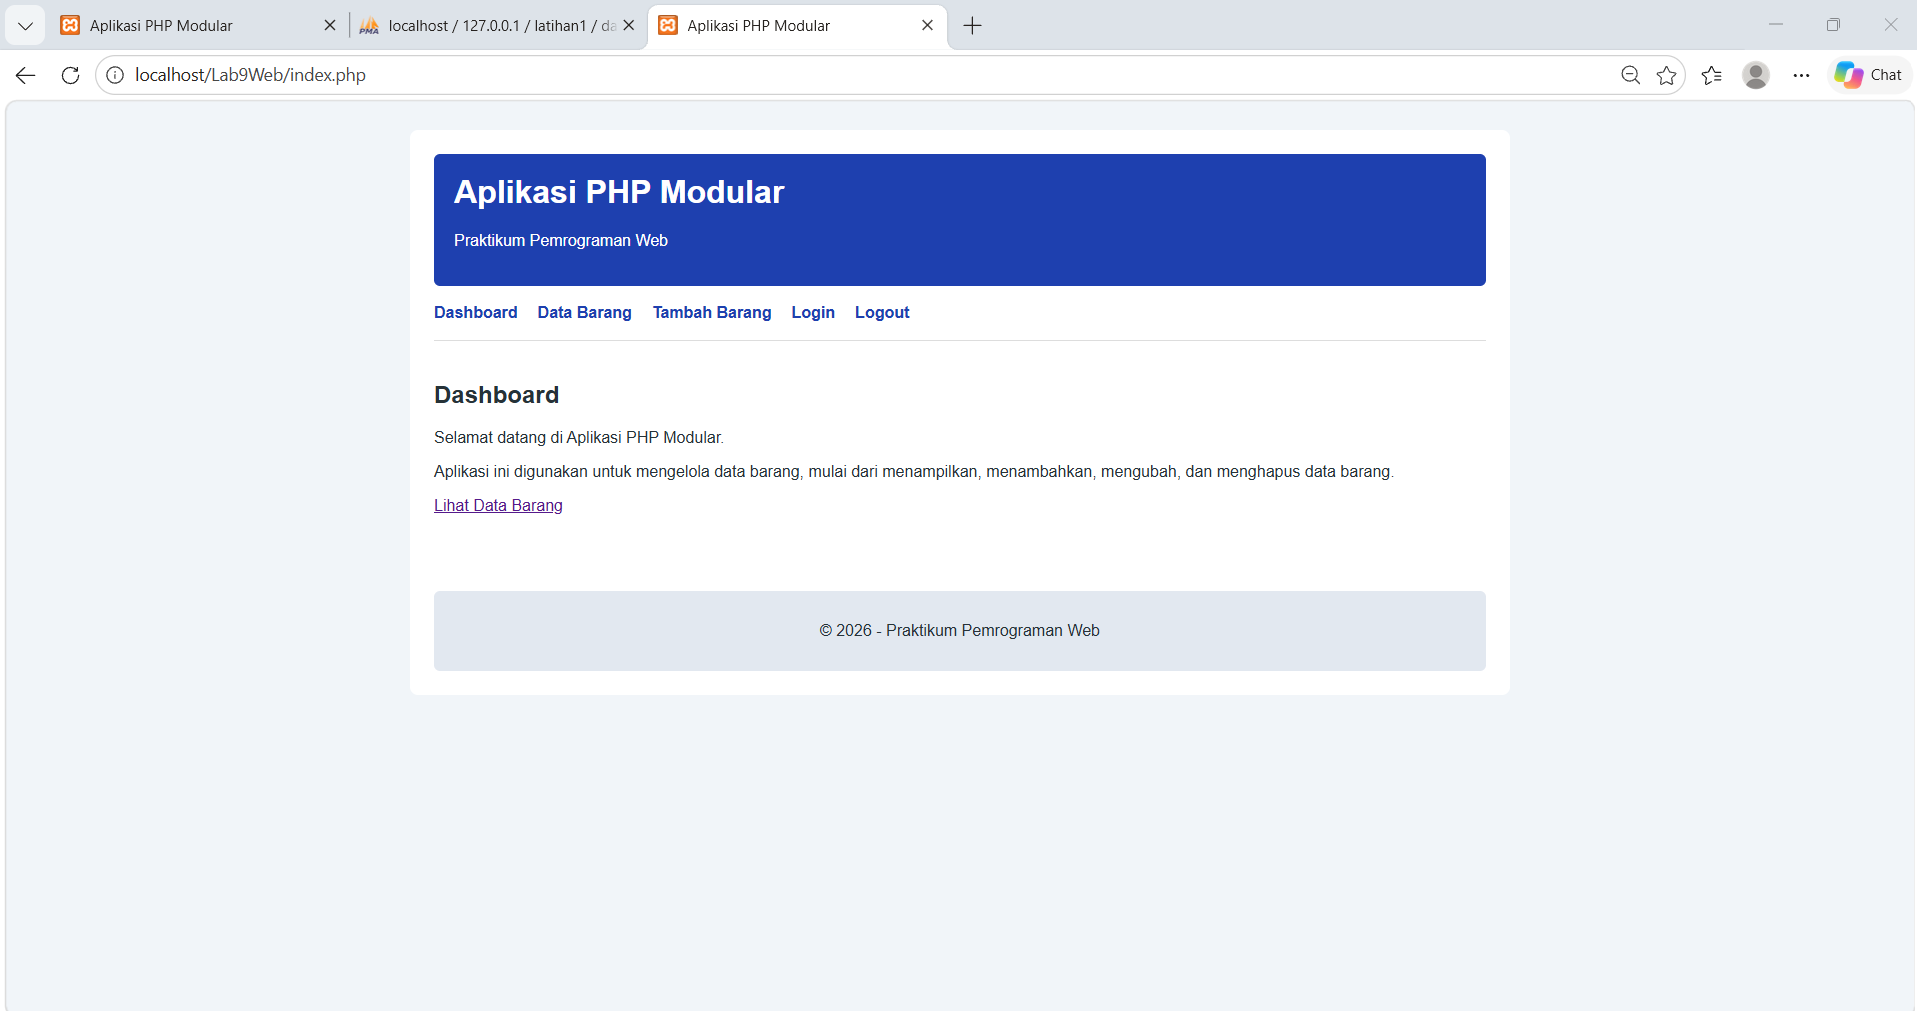 Aplikasi PHP Modular
localhost / 127.0.0.1 / latihan1 / da
Aplikasi PHP Modular
localhost/Lab9Web/index.php
Chat
Aplikasi PHP Modular
Praktikum Pemrograman Web
Dashboard Data Barang Tambah Barang Login Logout
Dashboard
Selamat datang di Aplikasi PHP Modular.
Aplikasi ini digunakan untuk mengelola data barang, mulai dari menampilkan, menambahkan, mengubah, dan menghapus data barang.
Lihat Data Barang
© 2026 - Praktikum Pemrograman Web